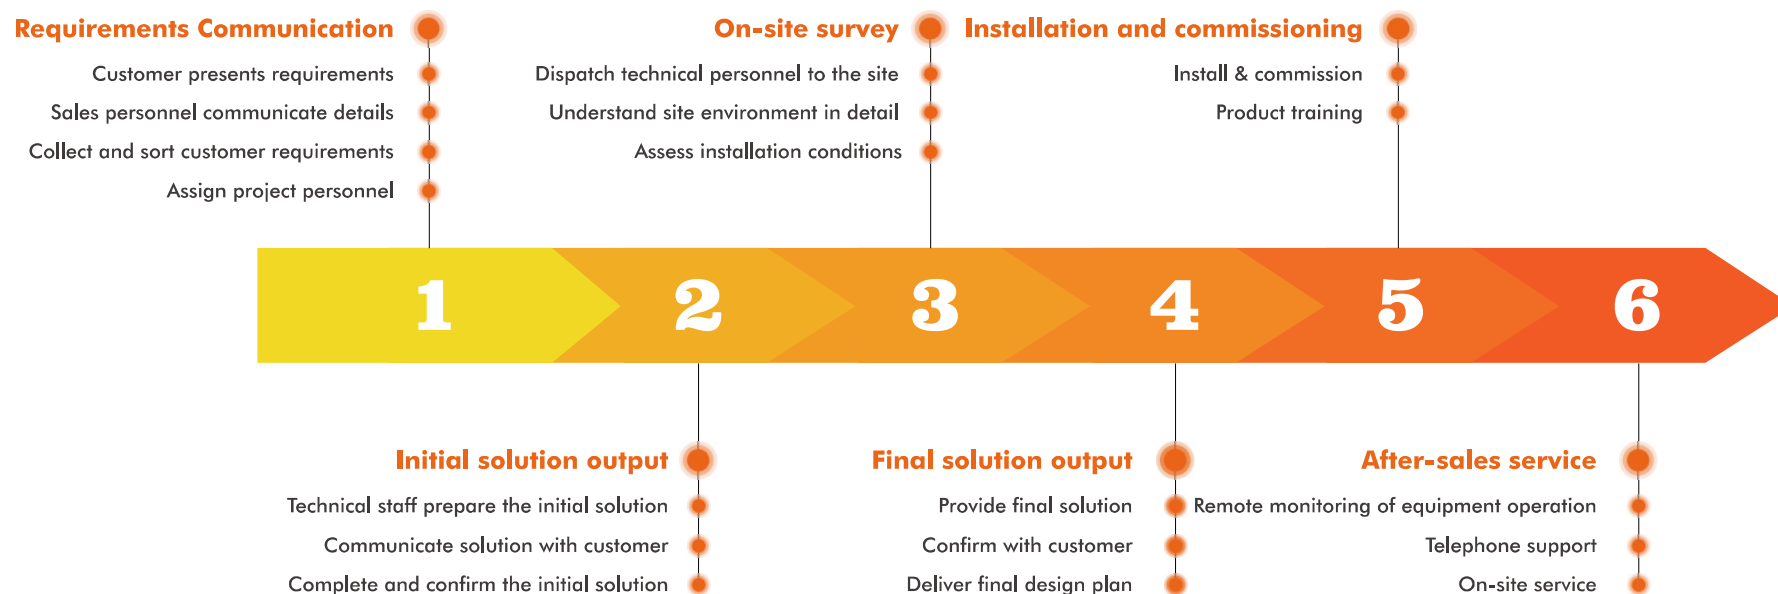 Requirements Communication
Customer presents requirements
Sales personnel communicate details
Collect and sort customer requirements
Assign project personnel
On-site survey
Dispatch technical personnel to the site
Understand site environment in detail
Assess installation conditions
Installation and commissioning
Install & commission
Product training
1
2
3
4
5
6
Initial solution output
Technical staff prepare the initial solution
Communicate solution with customer
Complete and confirm the initial solution
Final solution output
Provide final solution
Confirm with customer
Deliver final design plan
After-sales service
Remote monitoring of equipment operation
Telephone support
On-site service